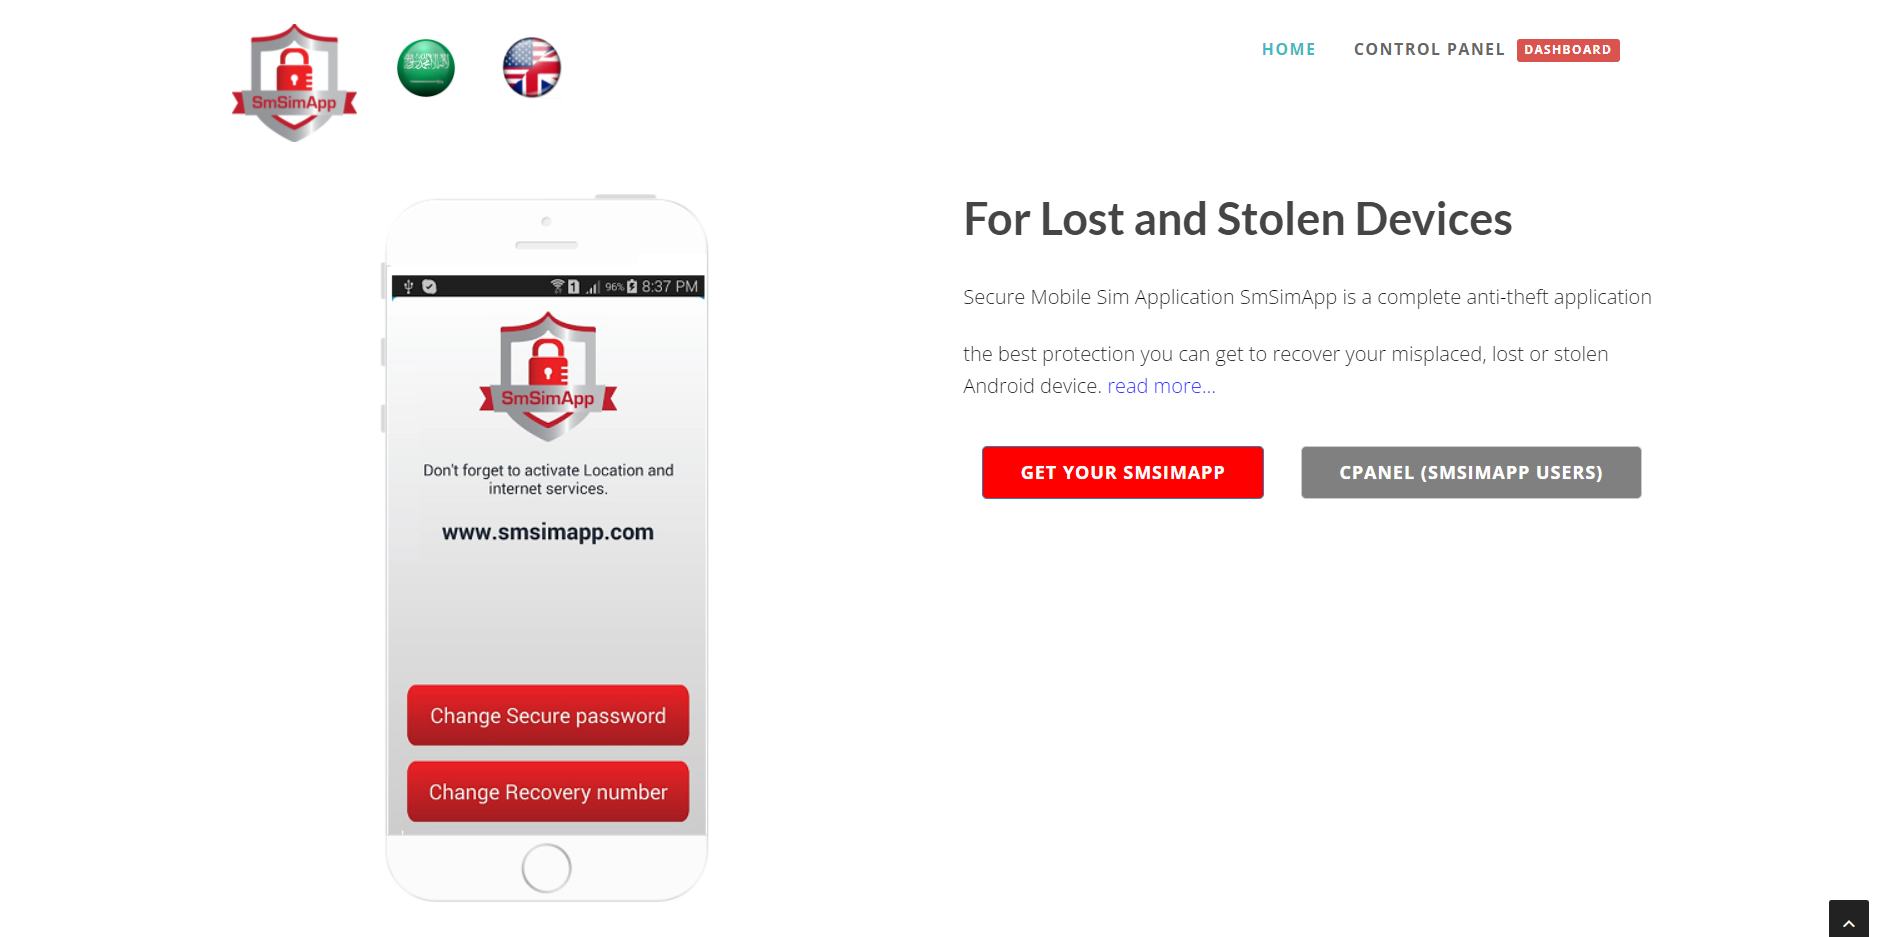 SmSimApp
HOME
CONTROL PANEL DASHBOARD
For Lost and Stolen Devices
Secure Mobile Sim Application SmSimApp is a complete anti-theft application
the best protection you can get to recover your misplaced, lost or stolen
Android device. read more...
GET YOUR SMSIMAPP
CPANEL (SMSIMAPP USERS)
1 96% 8:37 PM
SmSimApp
Don't forget to activate Location and
internet services.
www.smsimapp.com
Change Secure password
Change Recovery number